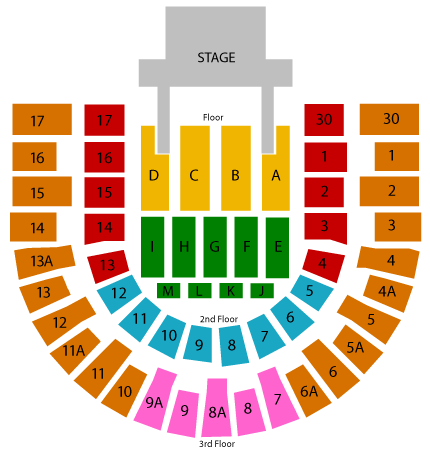 STAGE
Floor
17 17 30 30
16 16 1 1
D C B A
15 15 2 2
14 14 3 3
I H G F E
13A 13 4 4
M L K J
13 12 5 4A
2nd Floor
12 11 10 9 8 7 6 5
11A 5A
11 10 6A 6
9A 9 8A 8 7
3rd Floor